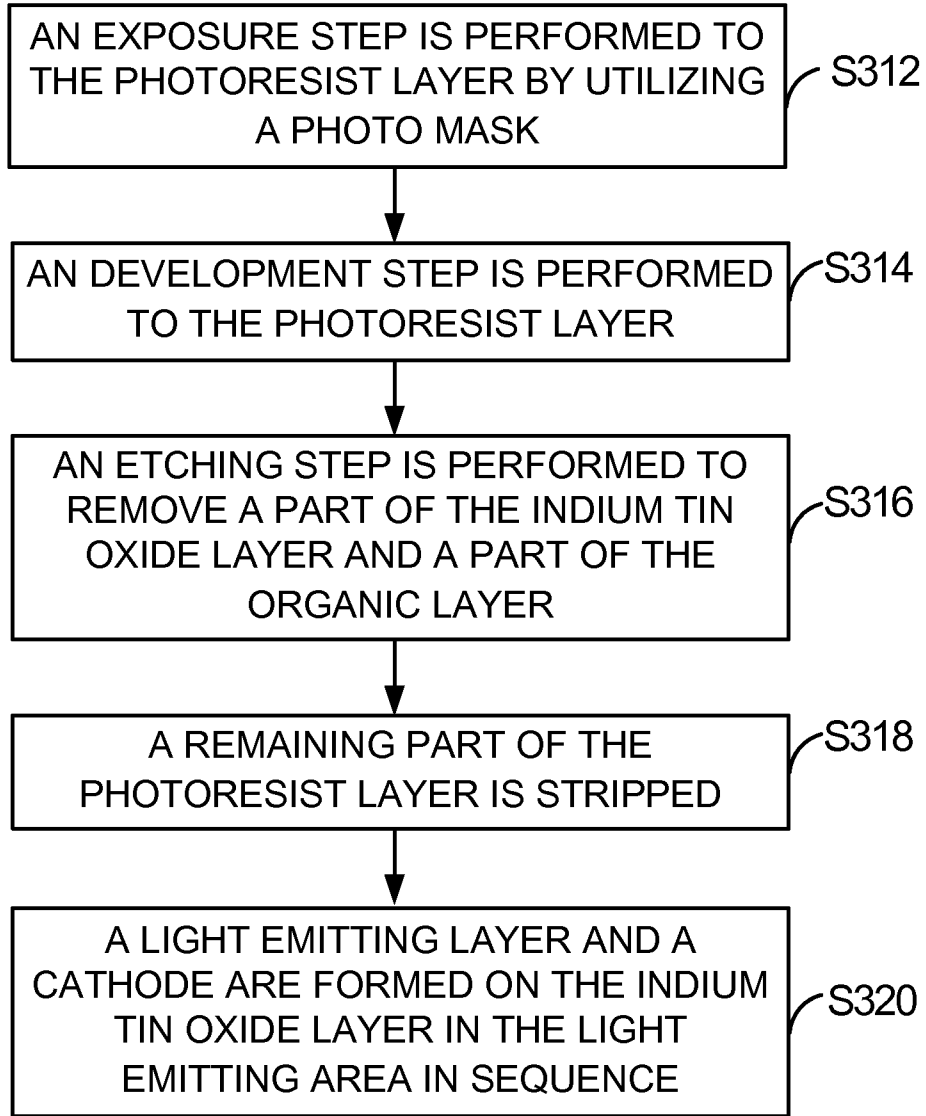 AN EXPOSURE STEP IS PERFORMED TO
THE PHOTORESIST LAYER BY UTILIZING
A PHOTO MASK
S312
AN DEVELOPMENT STEP IS PERFORMED
TO THE PHOTORESIST LAYER
S314
AN ETCHING STEP IS PERFORMED TO
REMOVE A PART OF THE INDIUM TIN
OXIDE LAYER AND A PART OF THE
ORGANIC LAYER
S316
A REMAINING PART OF THE
PHOTORESIST LAYER IS STRIPPED
S318
A LIGHT EMITTING LAYER AND A
CATHODE ARE FORMED ON THE INDIUM
TIN OXIDE LAYER IN THE LIGHT
EMITTING AREA IN SEQUENCE
S320